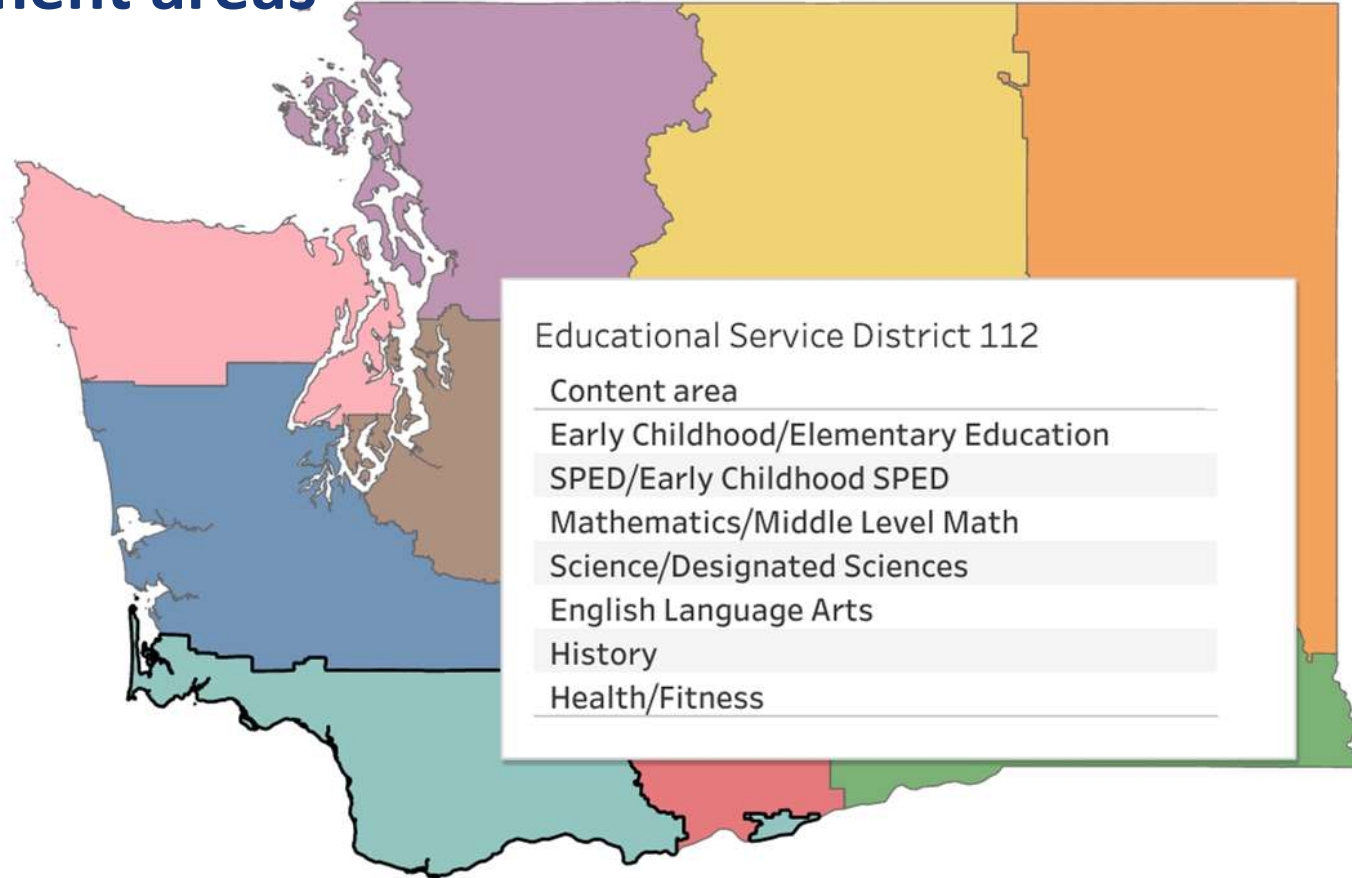 areas
Educational Service District 112
Content area
Early Childhood/Elementary Education
SPED/Early Childhood SPED
Mathematics/Middle Level Math
Science/Designated Sciences
English Language Arts
History
Health/Fitness